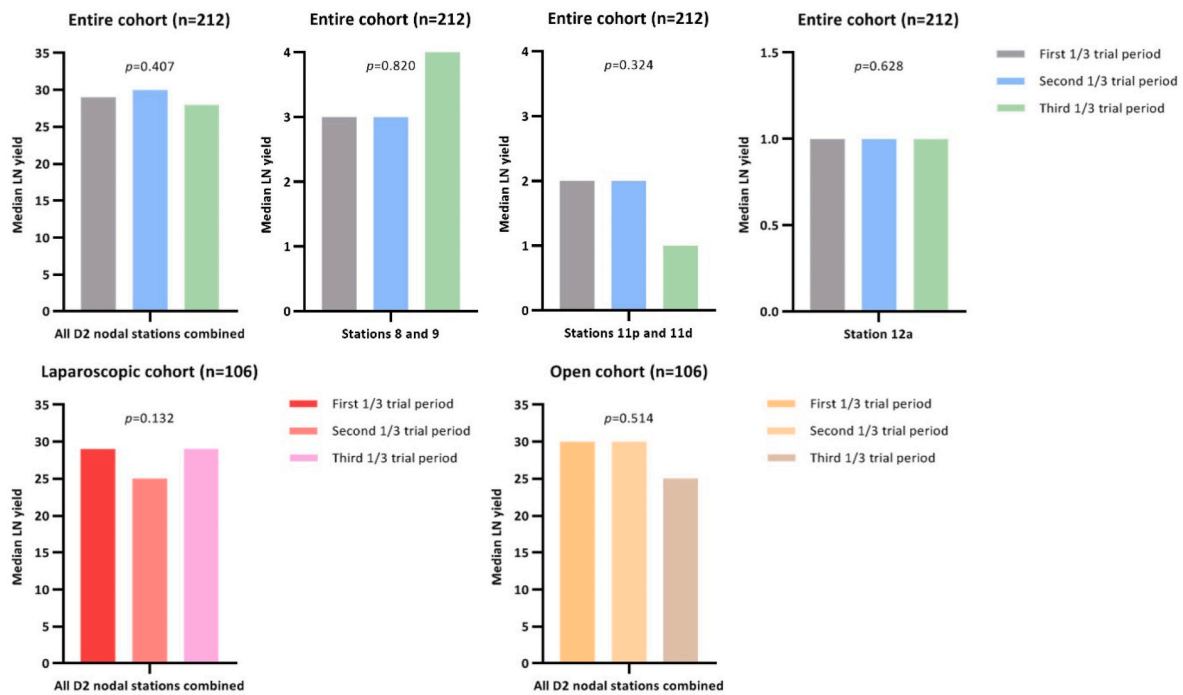 Entire cohort (n=212)
Median LN yield
35
30
25
20
15
10
5
0
p=0.407
All D2 nodal stations combined
Entire cohort (n=212)
Median LN yield
4
3
2
1
0
p=0.820
Stations 8 and 9
Entire cohort (n=212)
Median LN yield
4
3
2
1
0
p=0.324
Stations 11p and 11d
Entire cohort (n=212)
Median LN yield
1.5
1.0
0.5
0.0
p=0.628
Station 12a
First 1/3 trial period
Second 1/3 trial period
Third 1/3 trial period
Laparoscopic cohort (n=106)
Median LN yield
35
30
25
20
15
10
5
0
p=0.132
All D2 nodal stations combined
First 1/3 trial period
Second 1/3 trial period
Third 1/3 trial period
Open cohort (n=106)
Median LN yield
35
30
25
20
15
10
5
0
p=0.514
All D2 nodal stations combined
First 1/3 trial period
Second 1/3 trial period
Third 1/3 trial period